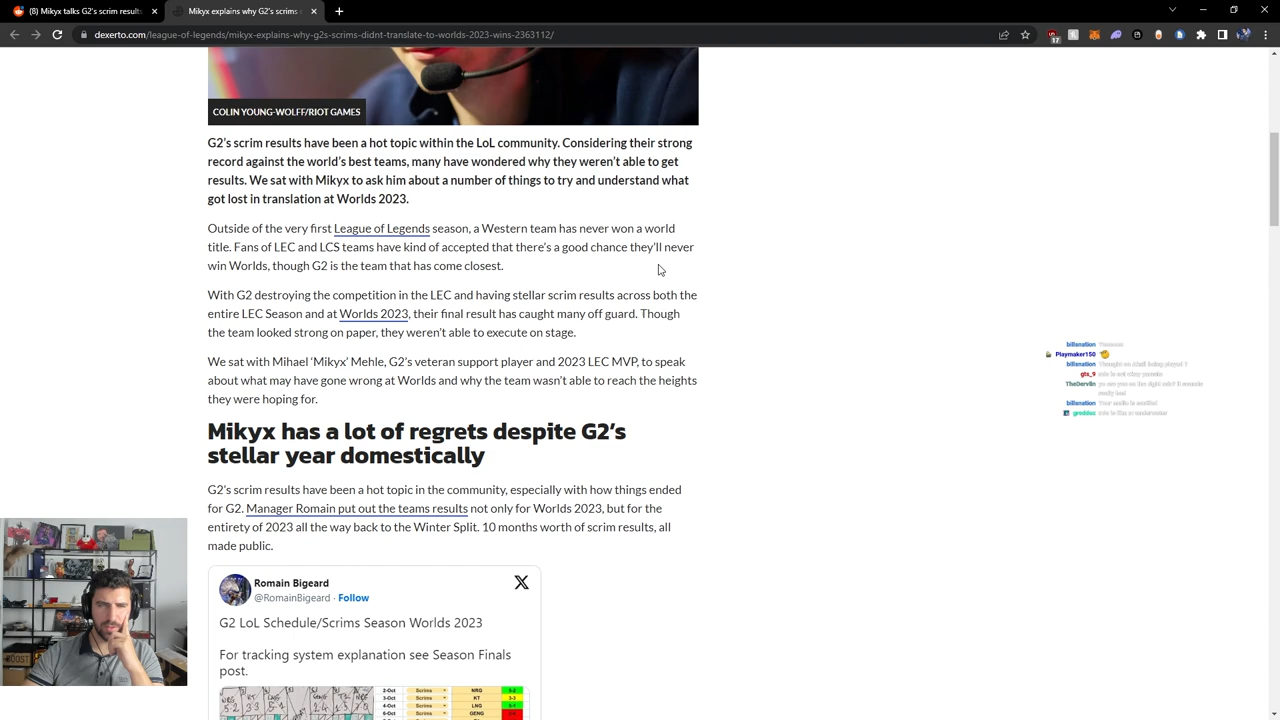 (8) Mikyx talks G2's scrim results
Mikyx explains why G2's scrims
dexerto.com/league-of-legends/mikyx-explains-why-g2s-scrims-didnt-translate-to-worlds-2023-wins-2363112/
17
COLIN YOUNG-WOLFF/RIOT GAMES
G2's scrim results have been a hot topic within the LoL community. Considering their strong
record against the world's best teams, many have wondered why they weren't able to get
results. We sat with Mikyx to ask him about a number of things to try and understand what
got lost in translation at Worlds 2023.
Outside of the very first League of Legends season, a Western team has never won a world
title. Fans of LEC and LCS teams have kind of accepted that there's a good chance they'll never
win Worlds, though G2 is the team that has come closest.
With G2 destroying the competition in the LEC and having stellar scrim results across both the
entire LEC Season and at Worlds 2023, their final result has caught many off guard. Though
the team looked strong on paper, they weren't able to execute on stage.
We sat with Mihael 'Mikyx' Mehle, G2's veteran support player and 2023 LEC MVP, to speak
about what may have gone wrong at Worlds and why the team wasn't able to reach the heights
they were hoping for.
Mikyx has a lot of regrets despite G2's
stellar year domestically
G2's scrim results have been a hot topic in the community, especially with how things ended
for G2. Manager Romain put out the teams results not only for Worlds 2023, but for the
entirety of 2023 all the way back to the Winter Split. 10 months worth of scrim results, all
made public.
Romain Bigeard
@RomainBigeard · Follow
G2 LoL Schedule/Scrims Season Worlds 2023
For tracking system explanation see Season Finals
post.
2-Oct Scrims NRG
3-Oct Scrims KT 3-3
4-Oct Scrims LNG
Scrims GENG
billsnation
Playmaker150
billsnation
gts_9
TheDervlin
billsnation
BOOST